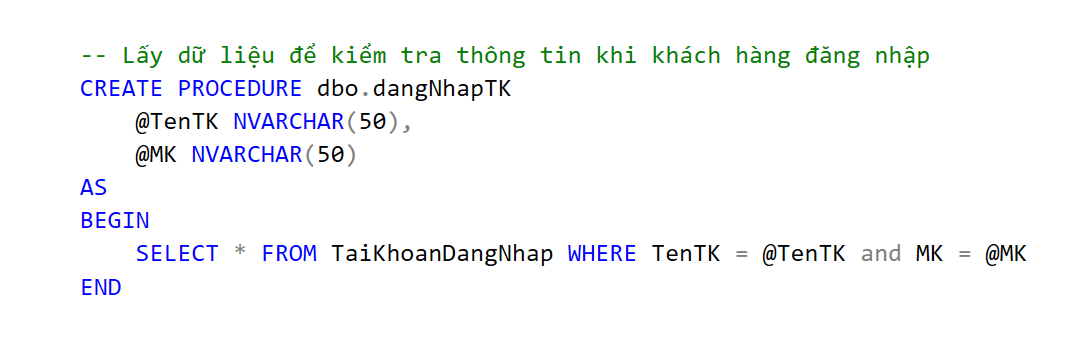 -- Lấy dữ liệu để kiểm tra thông tin khi khách hàng đăng nhập
CREATE PROCEDURE dbo.dangNhapTK
    @TenTK NVARCHAR(50),
    @MK NVARCHAR(50)
AS
BEGIN
    SELECT * FROM TaiKhoanDangNhap WHERE TenTK = @TenTK and MK = @MK
END